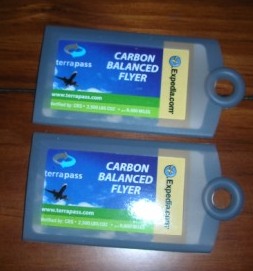 terrapass
CARBON
BALANCED
FLYER
Expedia.com
www.terrapass.com
terrapass
CARBON
BALANCED
FLYER
Expedia.com
www.terrapass.com